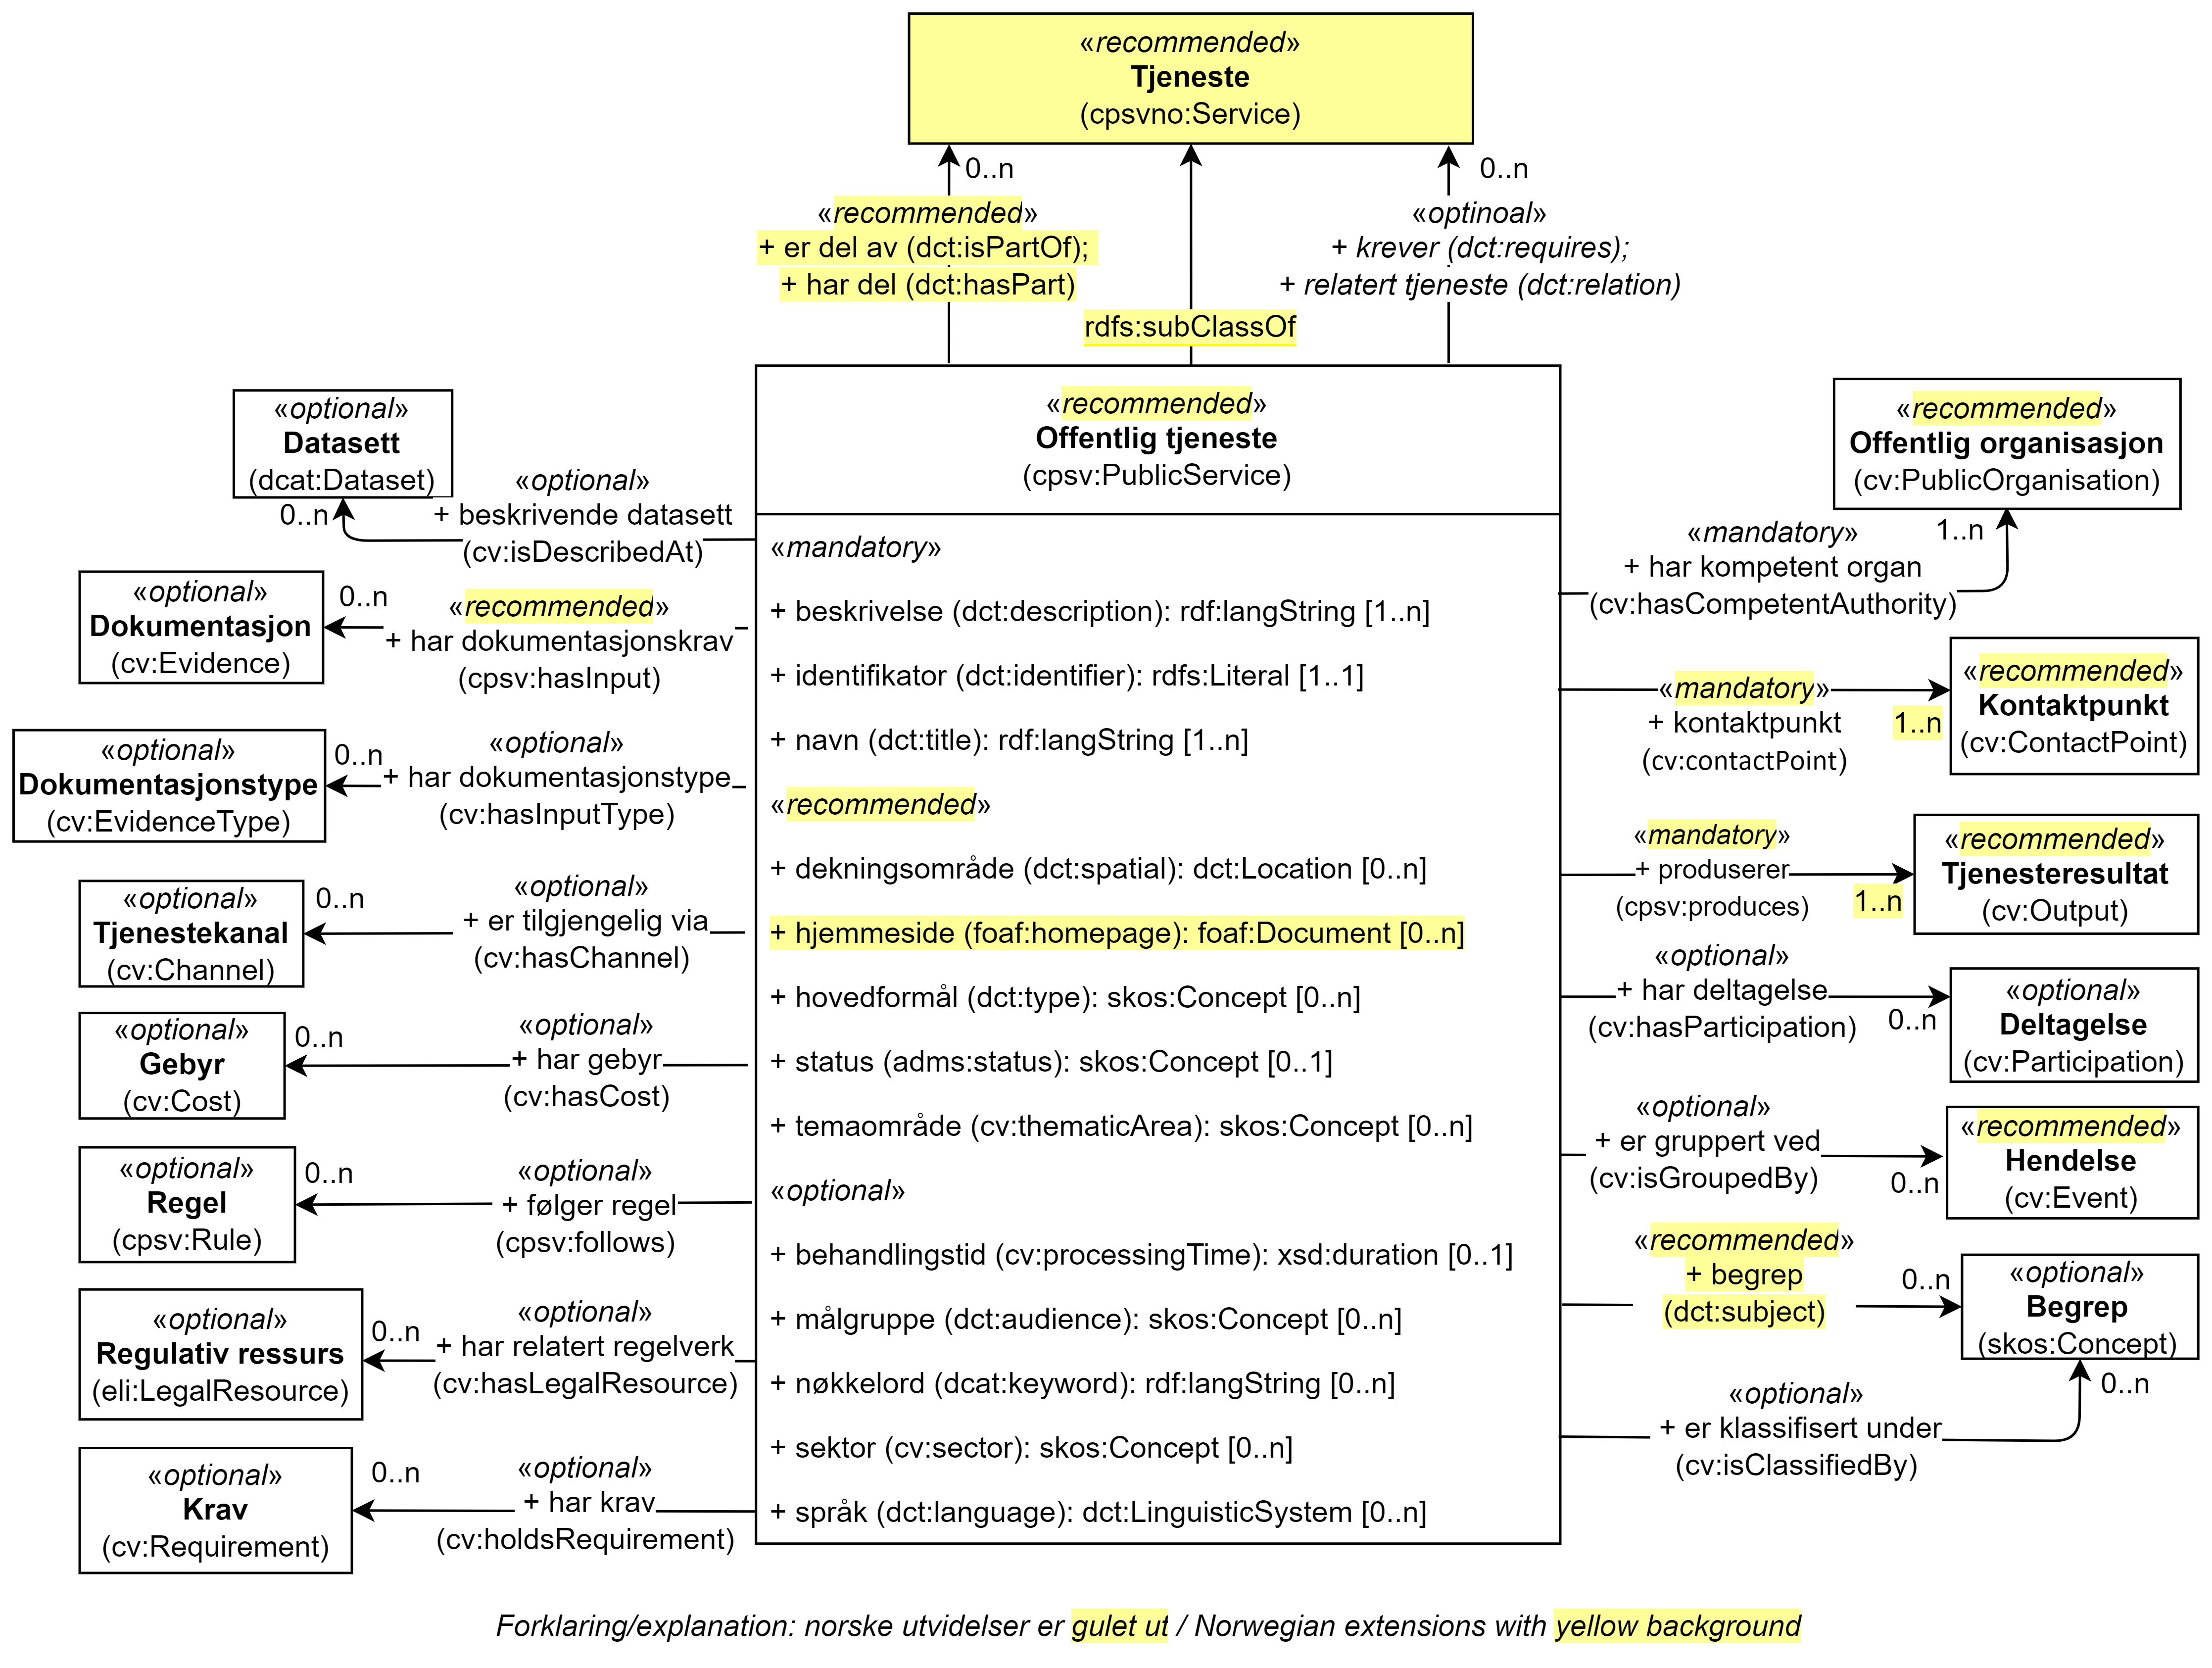 «recommended»
Tjeneste
(cpsvno:Service)
0..n
«recommended»
+ er del av (dct:isPartOf);
+ har del (dct:hasPart)
rdfs:subClassOf
0..n
«optinoal»
+ krever (dct:requires);
+ relatert tjeneste (dct:relation)
«optional»
Datasett
(dcat:Dataset)
0..n
«optional»
+ beskrivende datasett
(cv:isDescribedAt)
«optional»
Dokumentasjon
(cv:Evidence)
0..n
«recommended»
+ har dokumentasjonskrav
(cpsv:hasInput)
«optional»
Dokumentasjonstype
(cv:EvidenceType)
0..n
«optional»
+ har dokumentasjonstype
(cv:hasInputType)
«optional»
Tjenestekanal
(cv:Channel)
0..n
«optional»
+ er tilgjengelig via
(cv:hasChannel)
«optional»
Gebyr
(cv:Cost)
0..n
«optional»
+ har gebyr
(cv:hasCost)
«optional»
Regel
(cpsv:Rule)
0..n
«optional»
+ følger regel
(cpsv:follows)
«optional»
Regulativ ressurs
(eli:LegalResource)
0..n
«optional»
+ har relatert regelverk
(cv:hasLegalResource)
«optional»
Krav
(cv:Requirement)
0..n
«optional»
+ har krav
(cv:holdsRequirement)
«recommended»
Offentlig tjeneste
(cpsv:PublicService)
«mandatory»
+ beskrivelse (dct:description): rdf:langString [1..n]
+ identifikator (dct:identifier): rdfs:Literal [1..1]
+ navn (dct:title): rdf:langString [1..n]
«recommended»
+ dekningsområde (dct:spatial): dct:Location [0..n]
+ hjemmeside (foaf:homepage): foaf:Document [0..n]
+ hovedformål (dct:type): skos:Concept [0..n]
+ status (adms:status): skos:Concept [0..1]
+ temaområde (cv:thematicArea): skos:Concept [0..n]
«optional»
+ behandlingstid (cv:processingTime): xsd:duration [0..1]
+ målgruppe (dct:audience): skos:Concept [0..n]
+ nøkkelord (dcat:keyword): rdf:langString [0..n]
+ sektor (cv:sector): skos:Concept [0..n]
+ språk (dct:language): dct:LinguisticSystem [0..n]
«recommended»
Offentlig organisasjon
(cv:PublicOrganisation)
1..n
«mandatory»
+ har kompetent organ
(cv:hasCompetentAuthority)
«mandatory»
+ kontaktpunkt
(cv:contactPoint)
1..n
«recommended»
Kontaktpunkt
(cv:ContactPoint)
«mandatory»
+ produserer
(cpsv:produces)
1..n
«recommended»
Tjenesteresultat
(cv:Output)
«optional»
+ har deltagelse
(cv:hasParticipation)
0..n
«optional»
Deltagelse
(cv:Participation)
«optional»
+ er gruppert ved
(cv:isGroupedBy)
0..n
«recommended»
Hendelse
(cv:Event)
«recommended»
+ begrep
(dct:subject)
0..n
«optional»
Begrep
(skos:Concept)
0..n
«optional»
+ er klassifisert under
(cv:isClassifiedBy)
Forklaring/explanation: norske utvidelser er gulet ut / Norwegian extensions with yellow background